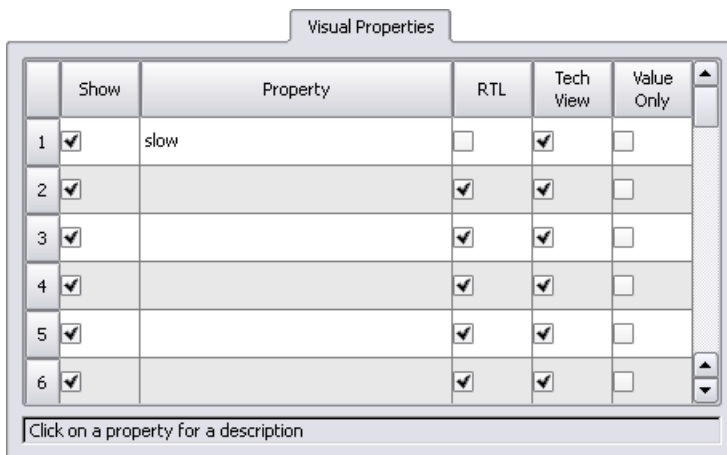 Visual Properties
Show Property RTL Tech View Value Only
1 slow
2
3
4
5
6
Click on a property for a description